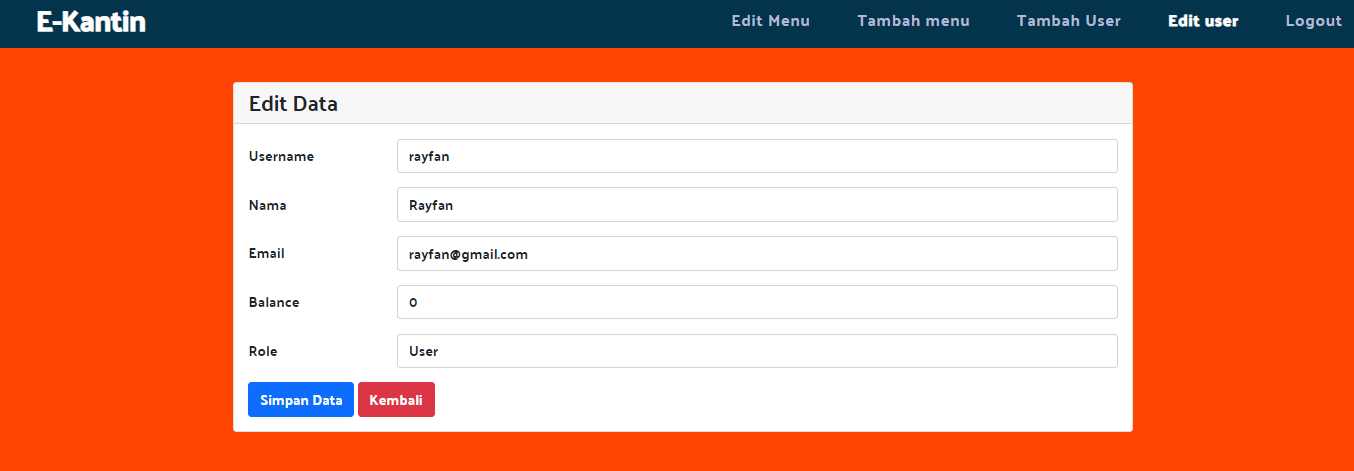 E-Kantin Edit Menu Tambah menu Tambah User Edit user Logout
Edit Data
Username rayfan
Nama Rayfan
Email rayfan@gmail.com
Balance 0
Role User
Simpan Data Kembali